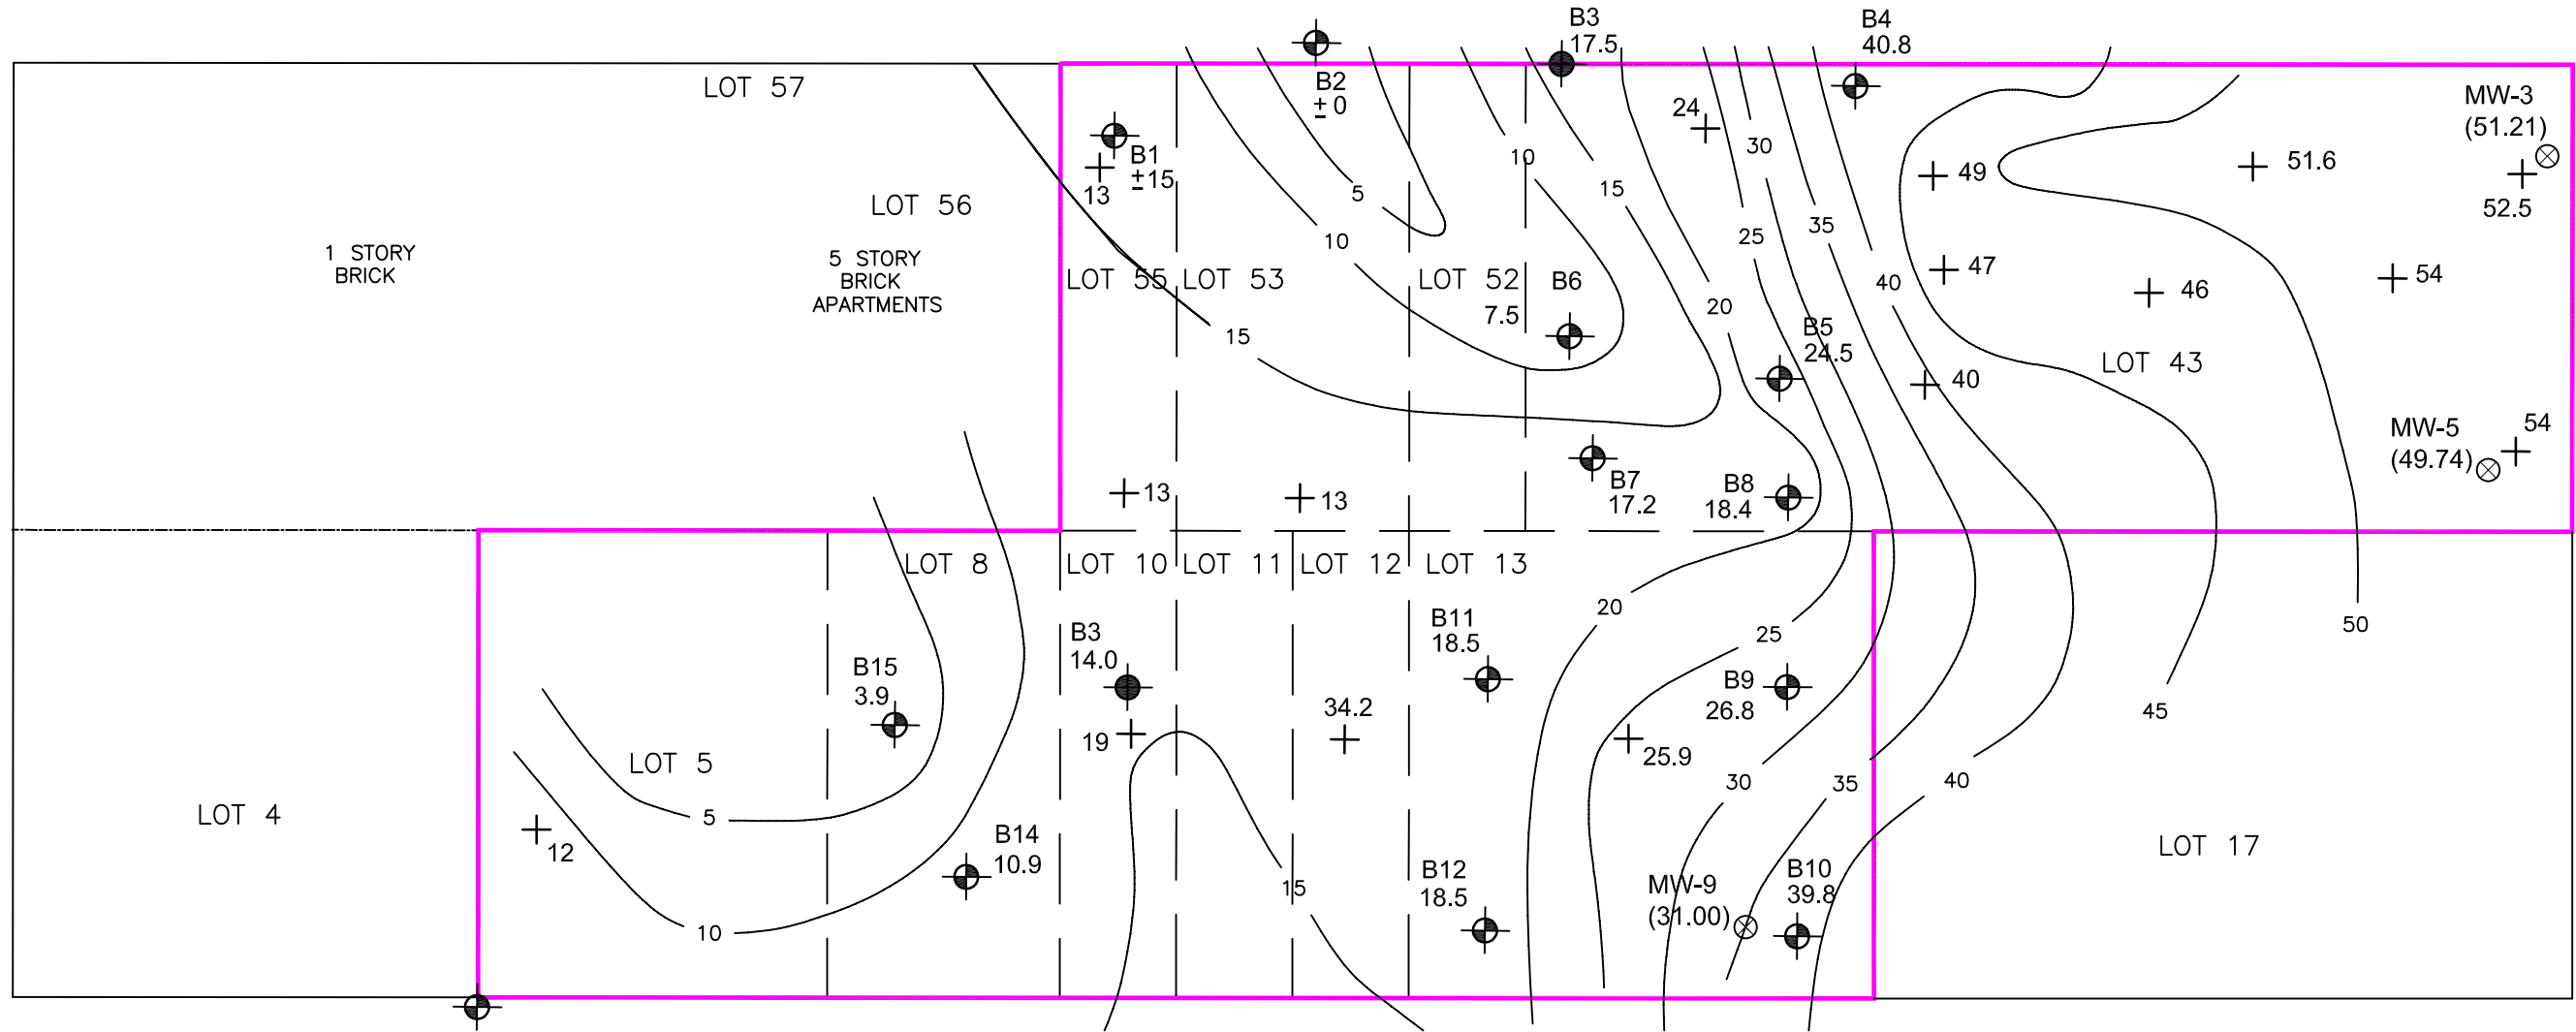 B3
17.5
B4
40.8
LOT 57
B2
± 0
24
30
MW-3
(51.21)
B1
±15
13
10
51.6
49
52.5
LOT 56
5
15
35
1 STORY
BRICK
5 STORY
BRICK
APARTMENTS
10
25
LOT 55
LOT 53
LOT 52
B6
7.5
20
40
47
46
54
15
B5
24.5
LOT 43
40
MW-5
(49.74)
54
13
13
B7
17.2
B8
18.4
LOT 8
LOT 10
LOT 11
LOT 12
LOT 13
20
25
50
B15
3.9
B3
14.0
B11
18.5
B9
26.8
34.2
19
25.9
45
LOT 5
30
35
40
LOT 4
5
12
B14
10.9
LOT 17
15
B12
18.5
MW-9
(31.00)
B10
39.8
10